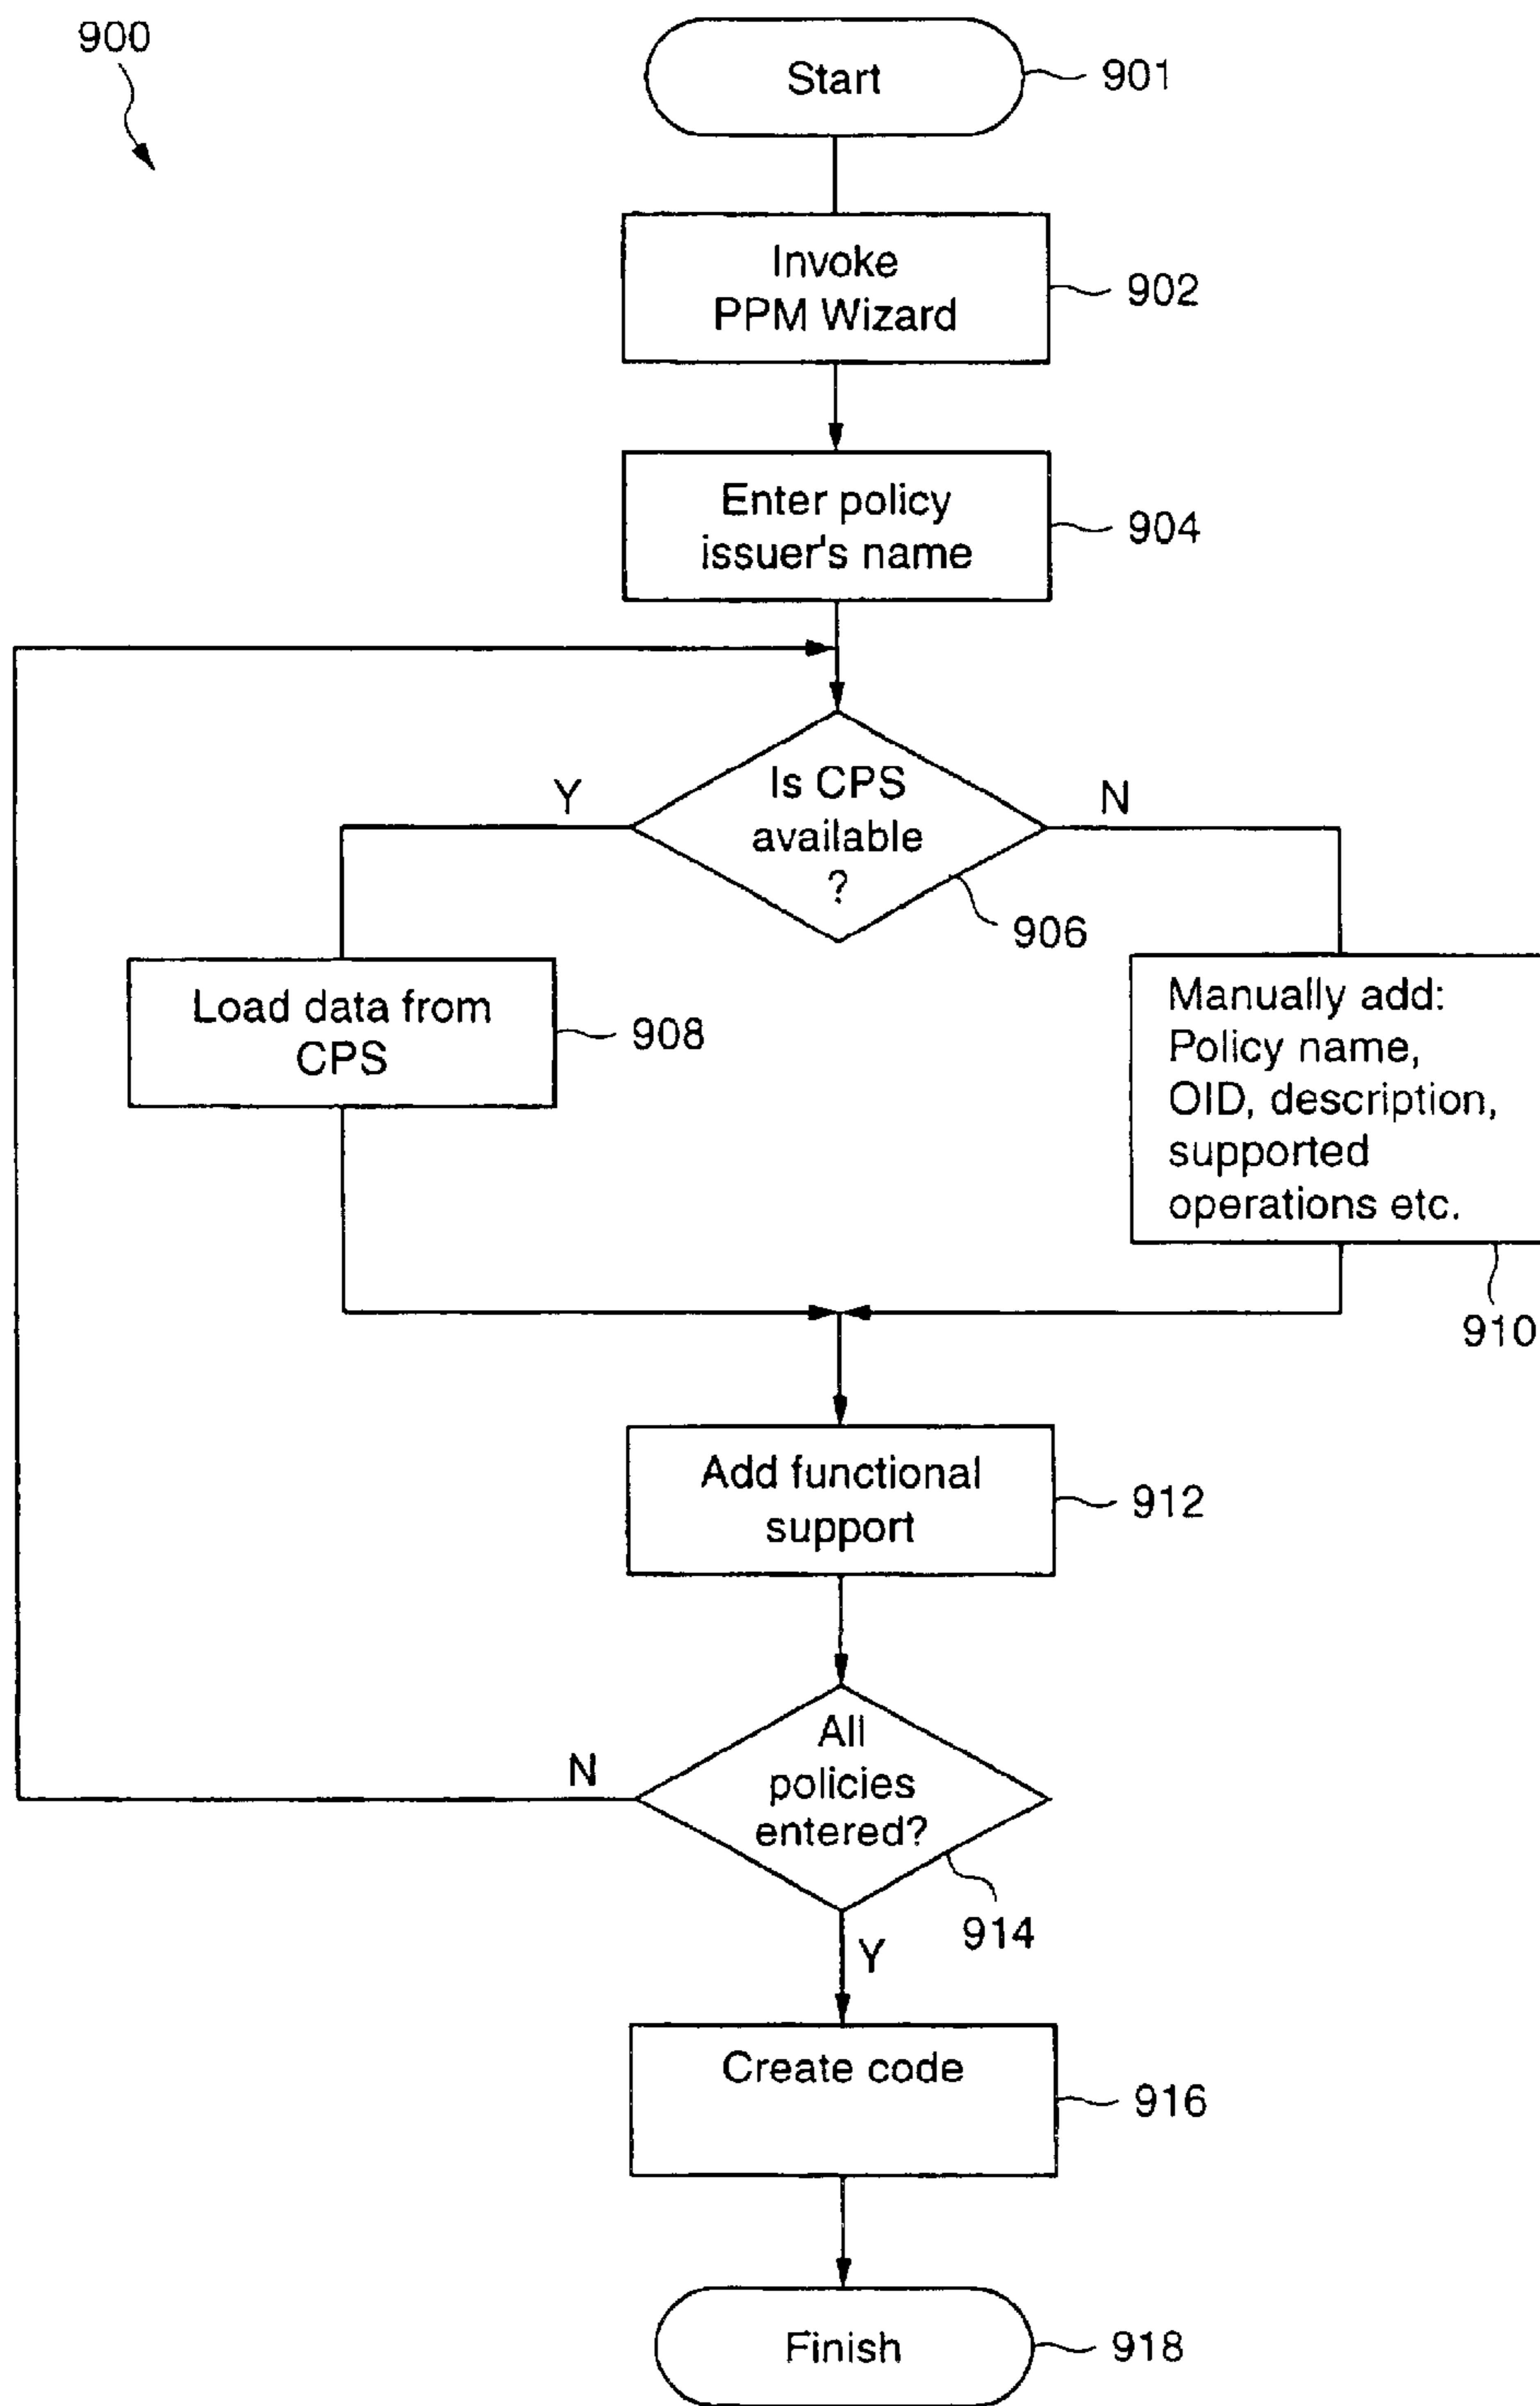 900
Start
901
Invoke
PPM Wizard
902
Enter policy
issuer's name
904
Is CPS
available
?
Y
N
906
Load data from
CPS
908
Manually add:
Policy name,
OID, description,
supported
operations etc.
910
Add functional
support
912
All
policies
entered?
N
914
Y
Create code
916
Finish
918